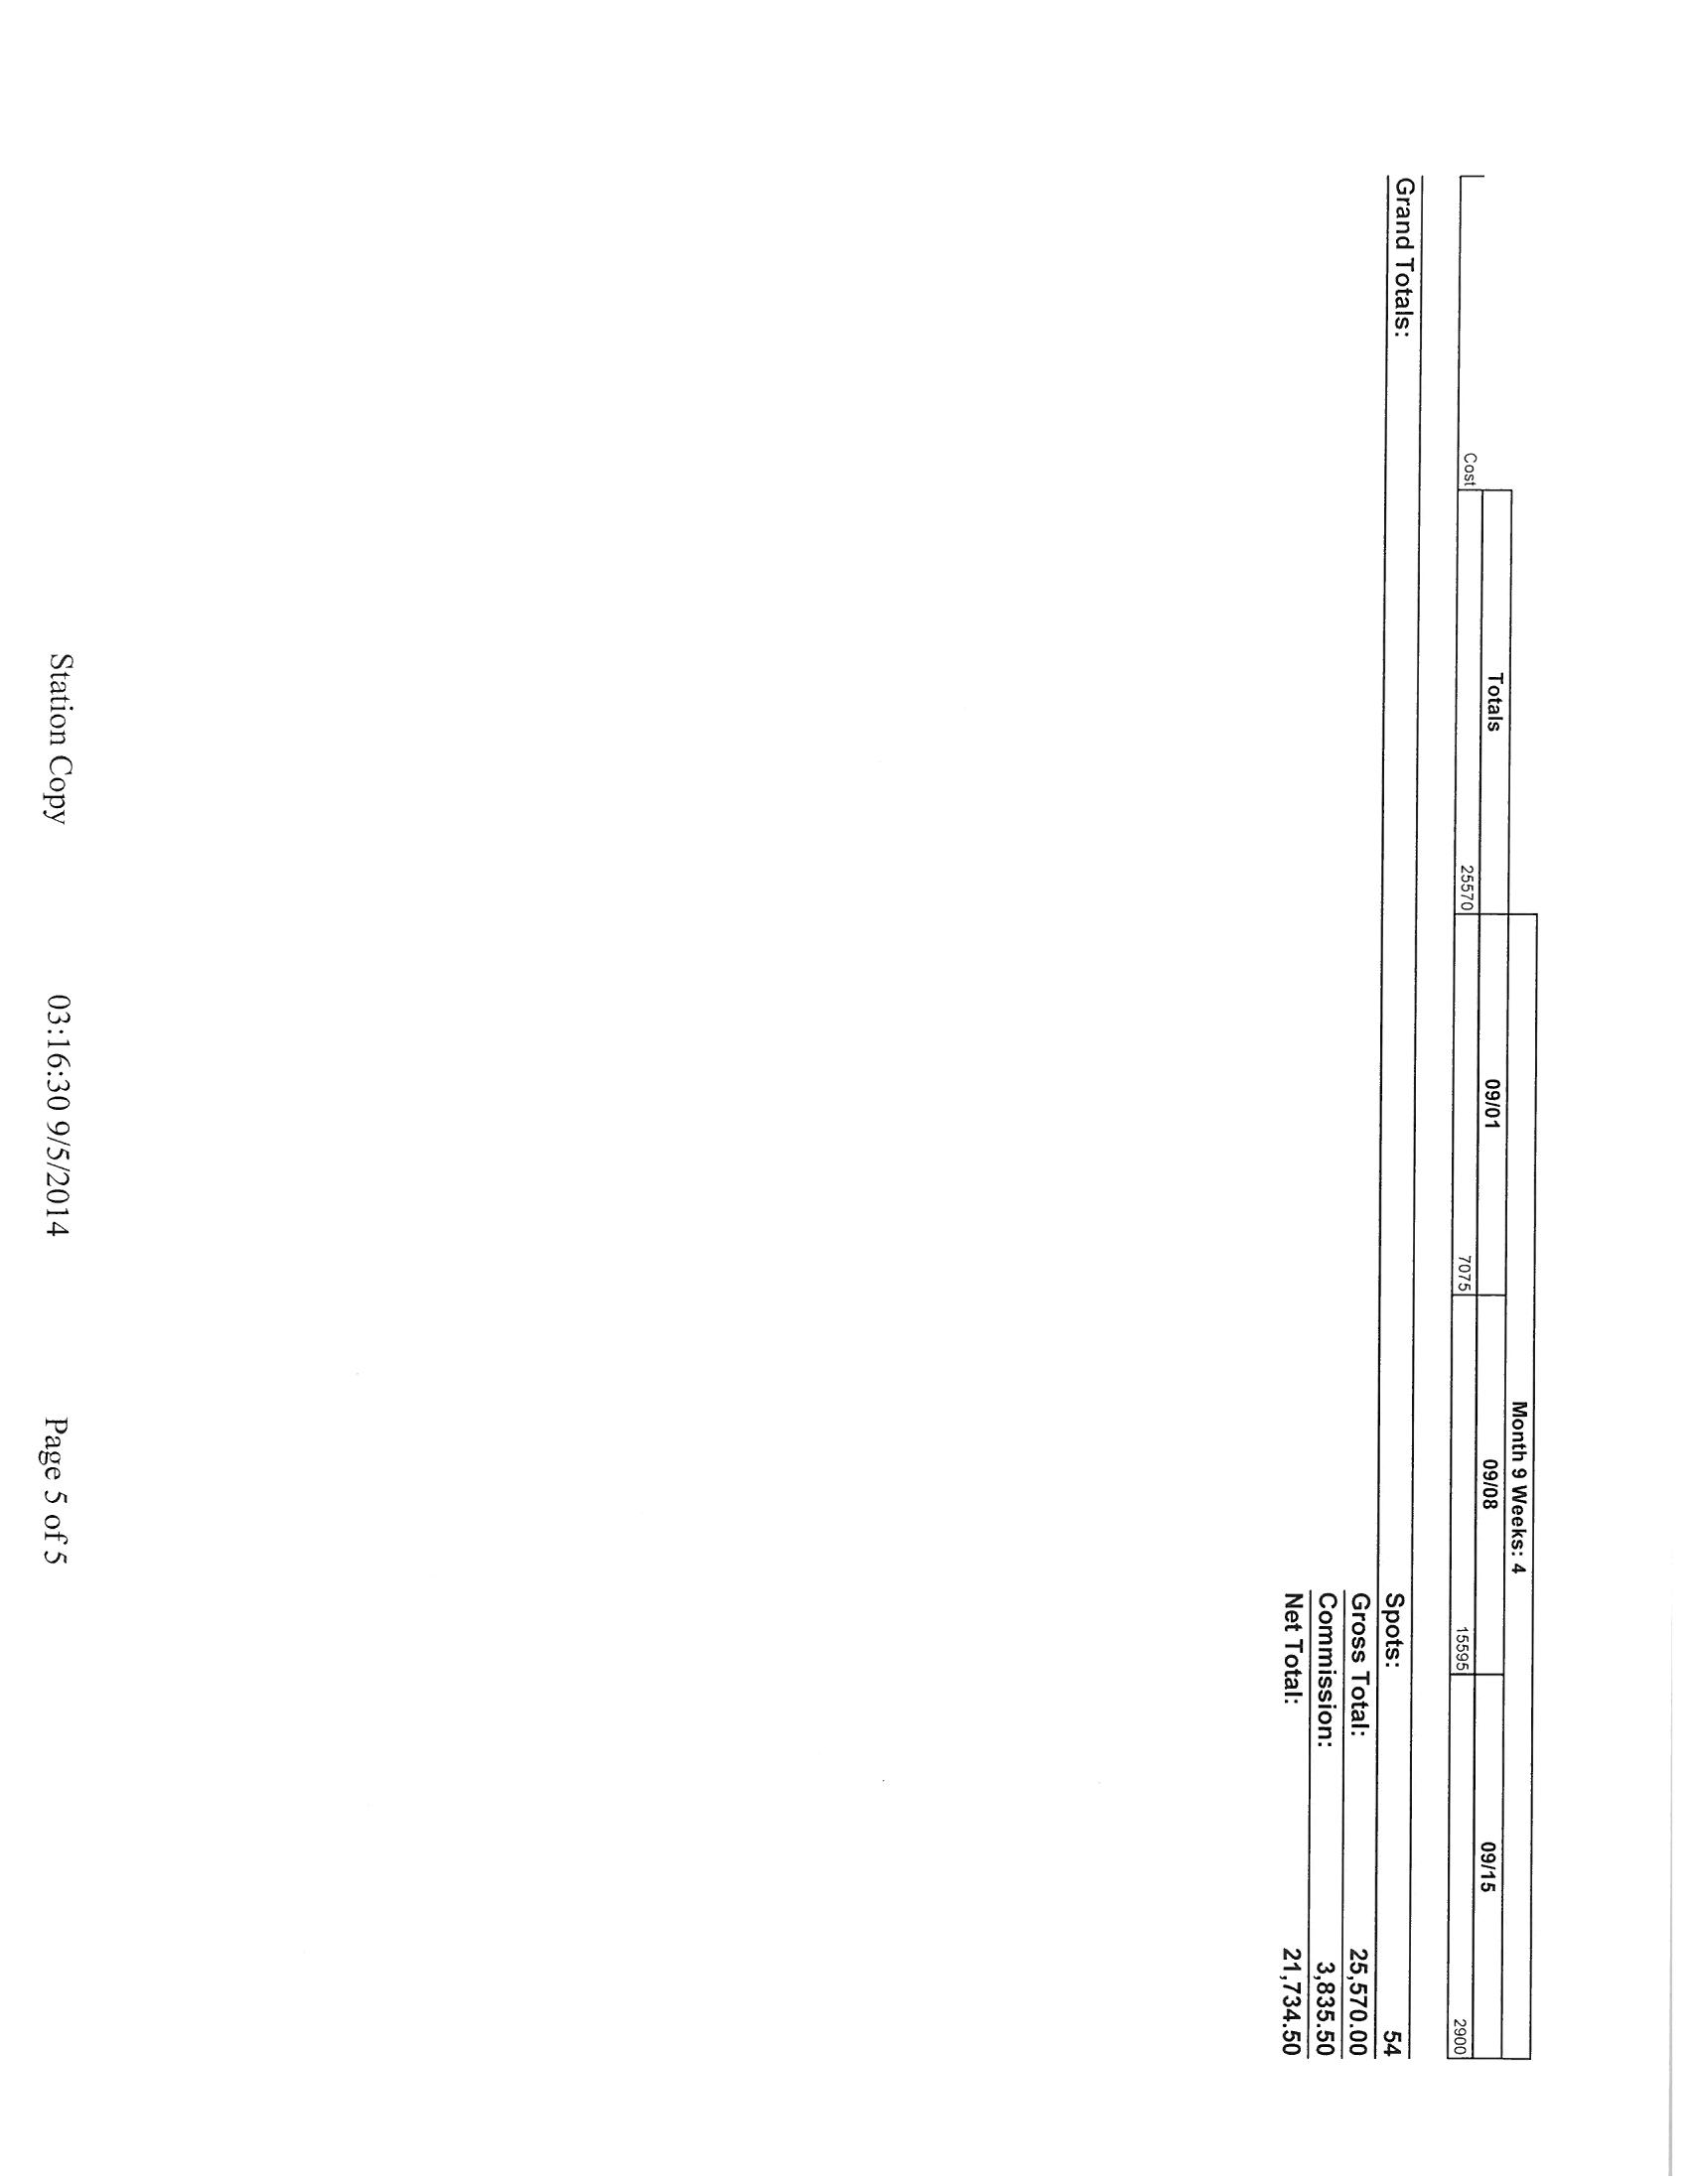 Month 9 Weeks: 4
Totals 09/01 09/08 09/15
Cost 25570 7075 15595 2900
Grand Totals: Spots: 54
Gross Total: 25,570.00
Commission: 3,835.50
Net Total: 21,734.50
Station Copy 03:16:30 9/5/2014 Page 5 of 5